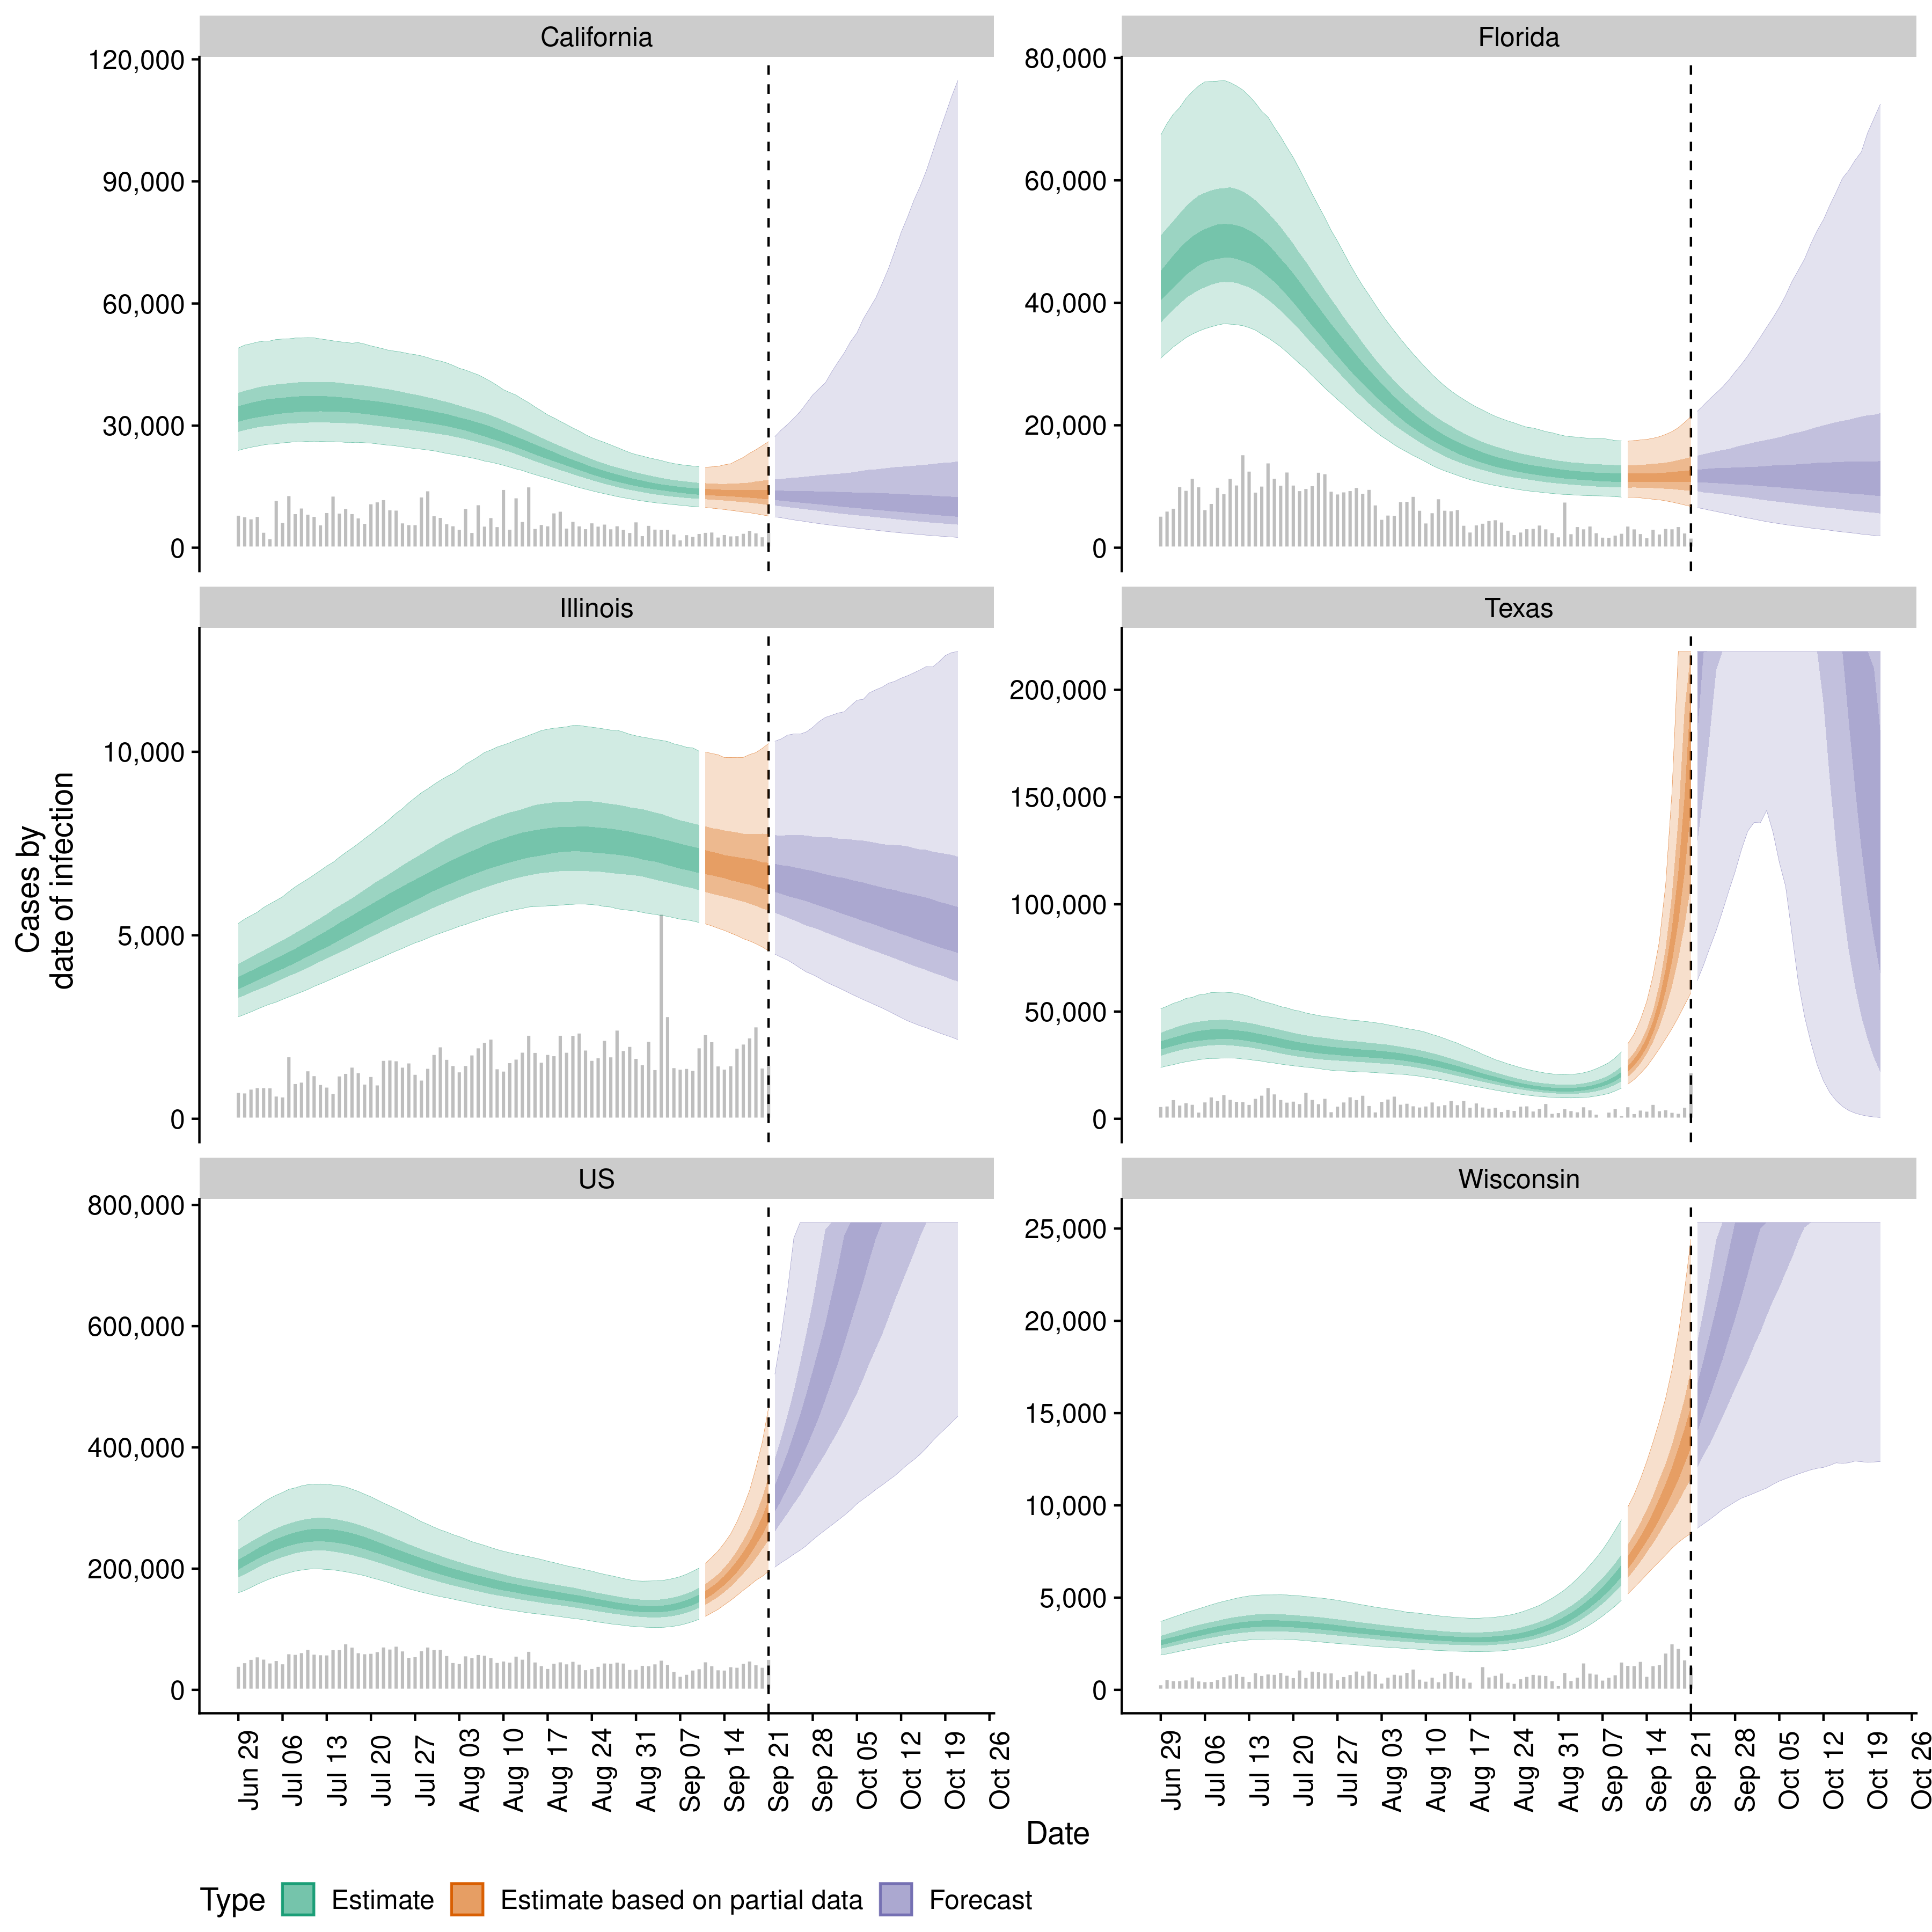 California
Florida
120,000
90,000
60,000
30,000
0
80,000
60,000
40,000
20,000
0
Illinois
Texas
10,000
5,000
0
200,000
150,000
100,000
50,000
0
US
Wisconsin
800,000
600,000
400,000
200,000
0
25,000
20,000
15,000
10,000
5,000
0
Cases by
date of infection
Jun 29
Jul 06
Jul 13
Jul 20
Jul 27
Aug 03
Aug 10
Aug 17
Aug 24
Aug 31
Sep 07
Sep 14
Sep 21
Sep 28
Oct 05
Oct 12
Oct 19
Oct 26
Jun 29
Jul 06
Jul 13
Jul 20
Jul 27
Aug 03
Aug 10
Aug 17
Aug 24
Aug 31
Sep 07
Sep 14
Sep 21
Sep 28
Oct 05
Oct 12
Oct 19
Oct 26
Date
Type Estimate Estimate based on partial data Forecast